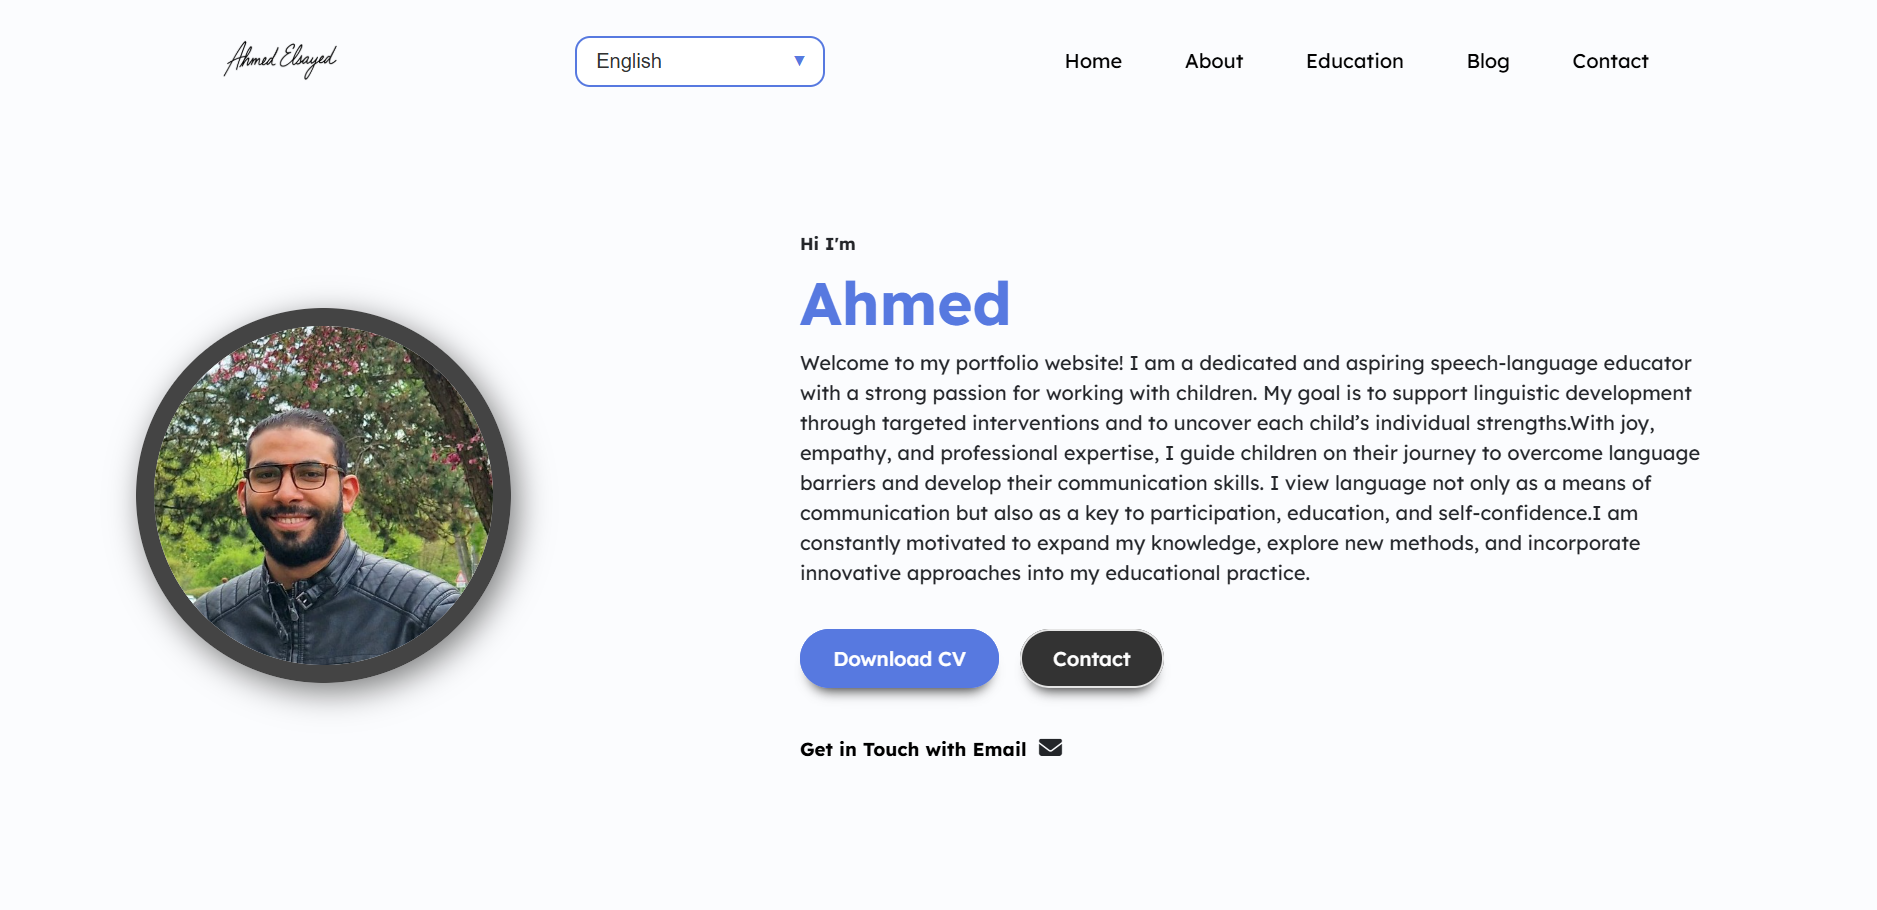 Ahmed Elsayed
English
Home
About
Education
Blog
Contact
Hi I'm
Ahmed
Welcome to my portfolio website! I am a dedicated and aspiring speech-language educator
with a strong passion for working with children. My goal is to support linguistic development
through targeted interventions and to uncover each child’s individual strengths.With joy,
empathy, and professional expertise, I guide children on their journey to overcome language
barriers and develop their communication skills. I view language not only as a means of
communication but also as a key to participation, education, and self-confidence.I am
constantly motivated to expand my knowledge, explore new methods, and incorporate
innovative approaches into my educational practice.
Download CV
Contact
Get in Touch with Email